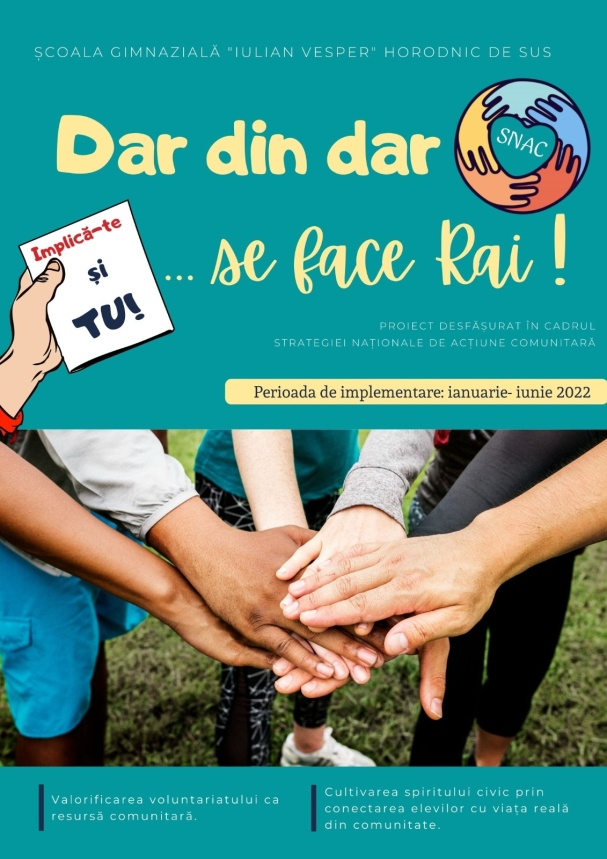 ȘCOALA GIMNAZIALĂ "IULIAN VESPER" HORODNIC DE SUS
Dar din dar
SNAC
... se face Rai !
Implică-te
și
TU!
PROIECT DESFĂȘURAT ÎN CADRUL
STRATEGIEI NAȚIONALE DE ACȚIUNE COMUNITARĂ
Perioada de implementare: ianuarie- iunie 2022
Valorificarea voluntariatului ca
resursă comunitară.
Cultivarea spiritului civic prin
conectarea elevilor cu viața reală
din comunitate.